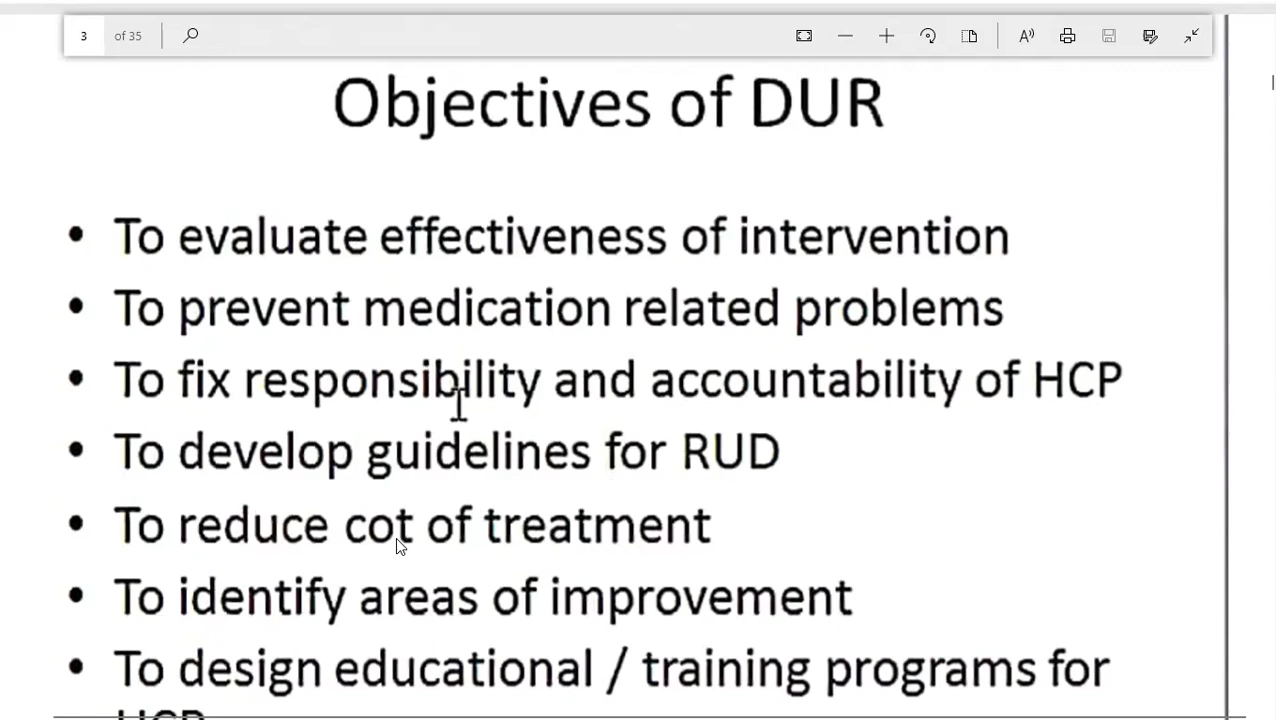 3 of 35
Objectives of DUR
• To evaluate effectiveness of intervention
• To prevent medication related problems
• To fix responsibility and accountability of HCP
• To develop guidelines for RUD
• To reduce cot of treatment
• To identify areas of improvement
• To design educational / training programs for
HCP